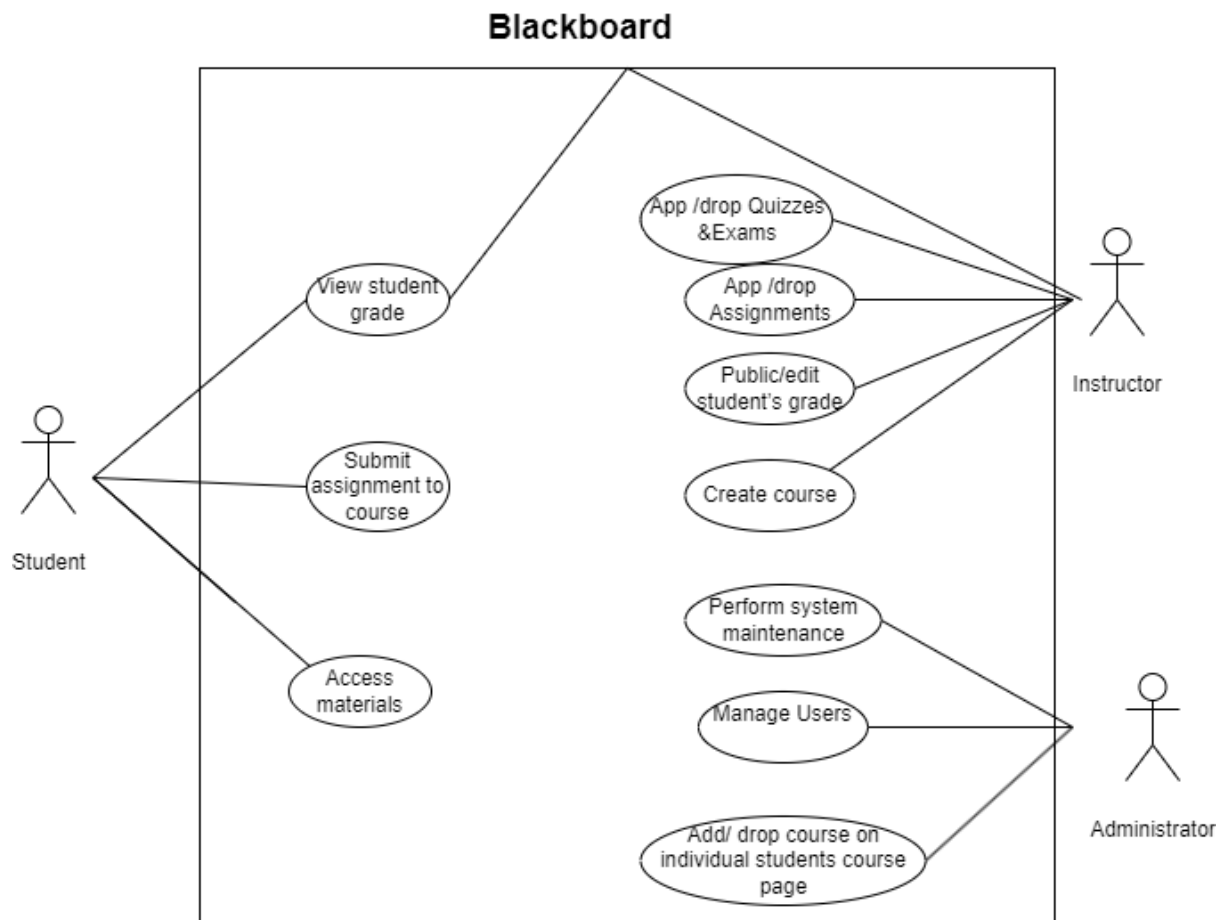 Blackboard
App /drop Quizzes
&Exams
View student
grade
App /drop
Assignments
Public/edit
student's grade
Instructor
Submit
assignment to
course
Create course
Student
Perform system
maintenance
Access
materials
Manage Users
Add/ drop course on
individual students course
page
Administrator